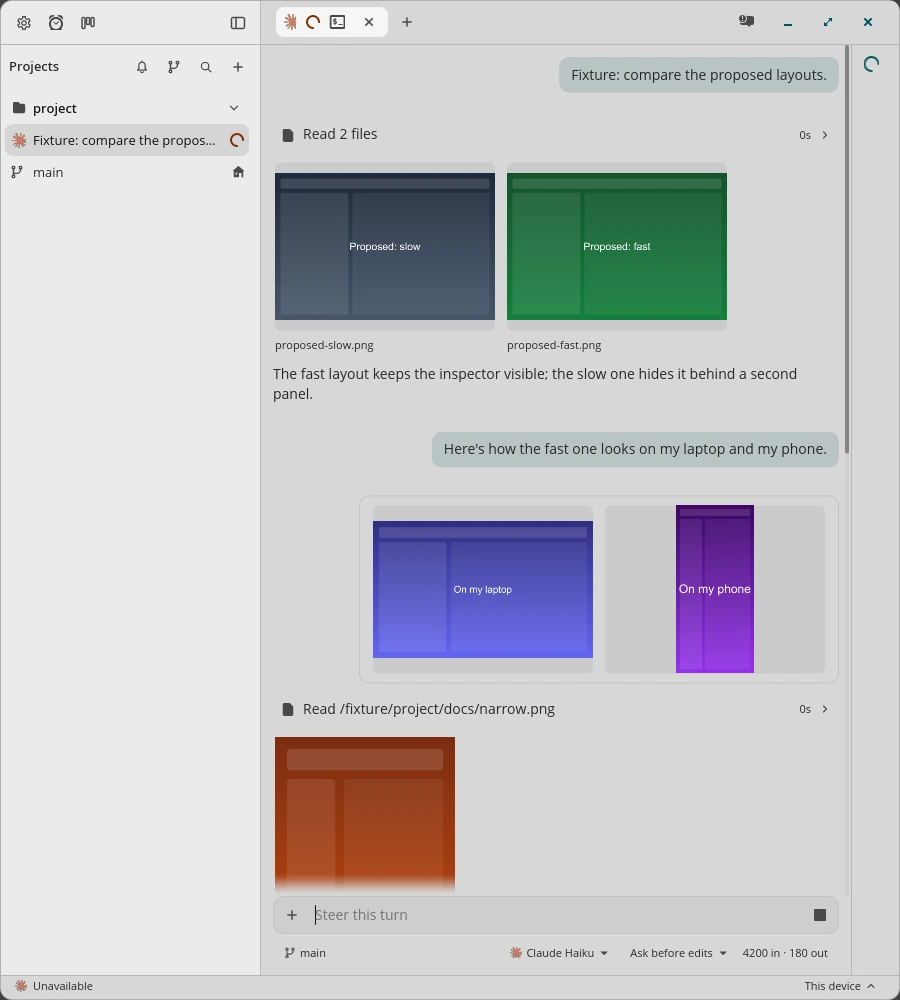 Projects
project
Fixture: compare the propos...
main
Fixture: compare the proposed layouts.
Read 2 files
0s
Proposed: slow
Proposed: fast
proposed-slow.png
proposed-fast.png
The fast layout keeps the inspector visible; the slow one hides it behind a second
panel.
Here's how the fast one looks on my laptop and my phone.
On my laptop
On my phone
Read /fixture/project/docs/narrow.png
0s
Steer this turn
main
Claude Haiku
Ask before edits
4200 in · 180 out
Unavailable
This device